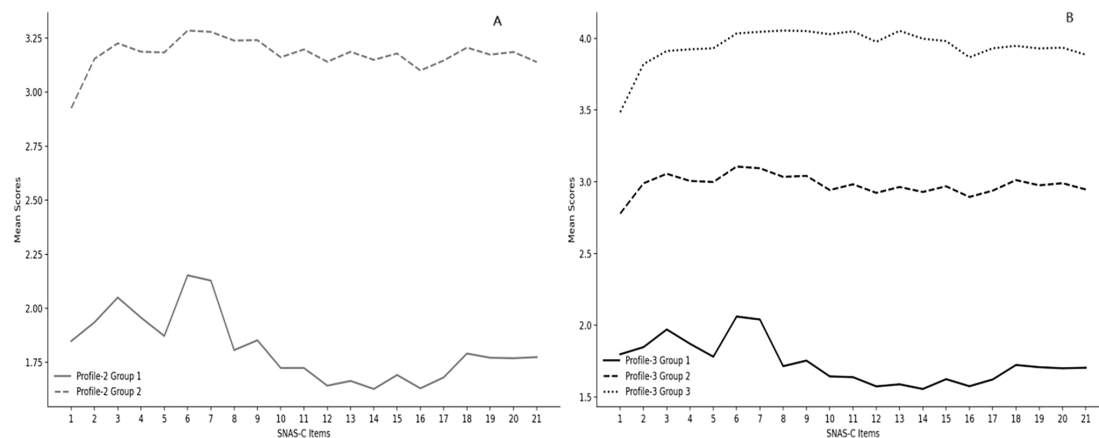 A
3.25
3.00
2.75
2.50
2.25
2.00
1.75
Mean Scores
Profile-2 Group 1
Profile-2 Group 2
1 2 3 4 5 6 7 8 9 10 11 12 13 14 15 16 17 18 19 20 21
SNAS-C Items
B
4.0
3.5
3.0
2.5
2.0
1.5
Mean Scores
Profile-3 Group 1
Profile-3 Group 2
Profile-3 Group 3
1 2 3 4 5 6 7 8 9 10 11 12 13 14 15 16 17 18 19 20 21
SNAS-C Items